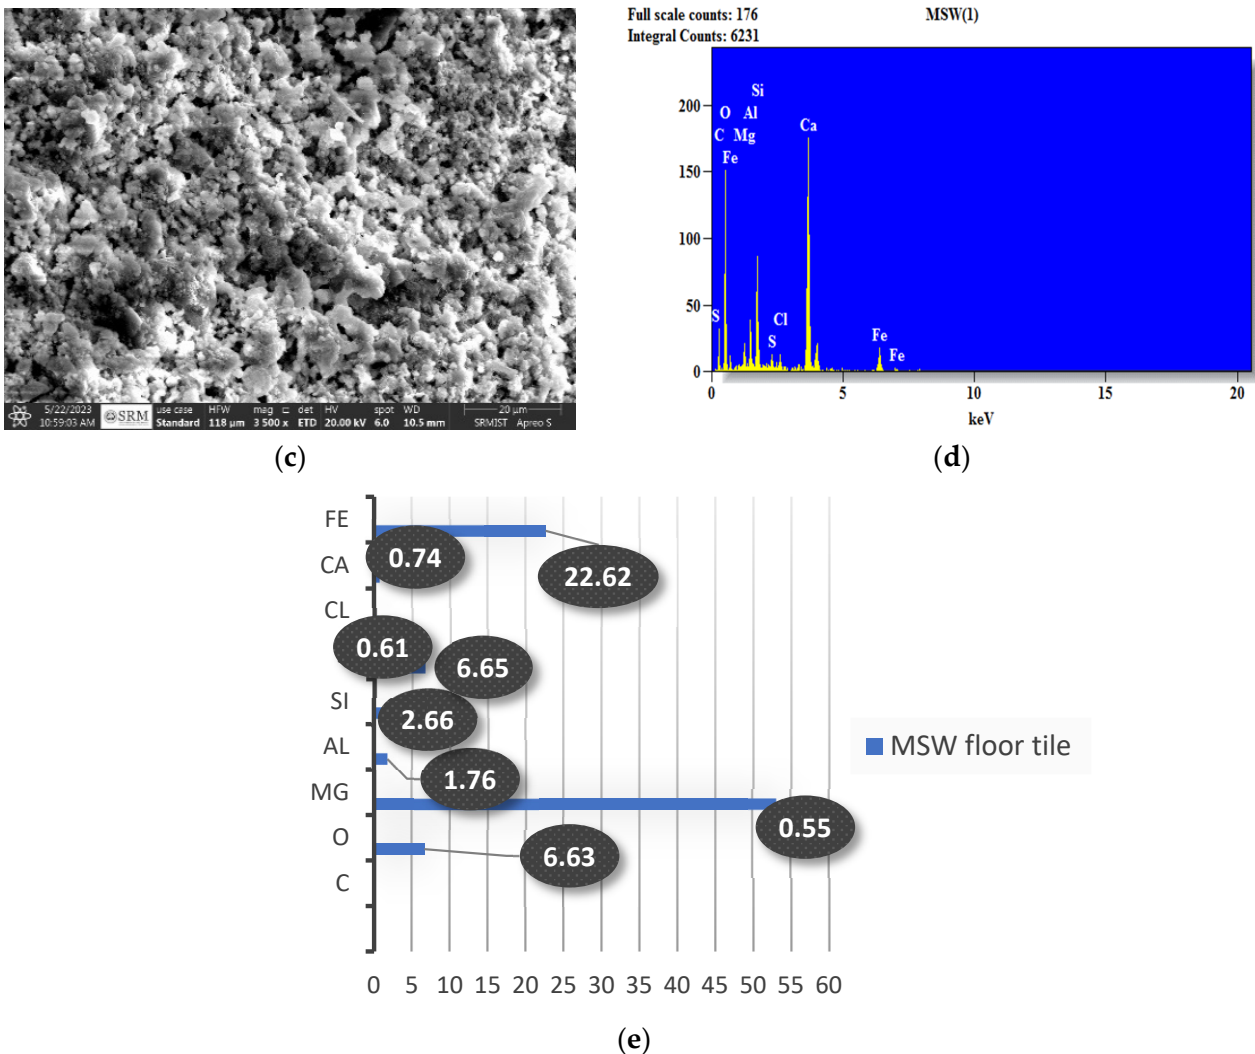 5/22/2023
10:59:03 AM
SRM
use case
Standard
HFW
118 µm
mag
3 500 x
det
ETD
HV
20.00 kV
spot
6.0
WD
10.5 mm
20 µm
SRMIST Apreo S
(c)
Full scale counts: 176
Integral Counts: 6231
MSW(1)
200
150
100
50
0
Si
O Al
C Mg
Fe
Ca
S
Cl
S
Fe
Fe
0 5 10 15 20
keV
(d)
FE
CA
CL
SI
AL
MG
O
C
0.74
22.62
0.61
6.65
2.66
1.76
0.55
6.63
MSW floor tile
0 5 10 15 20 25 30 35 40 45 50 55 60
(e)